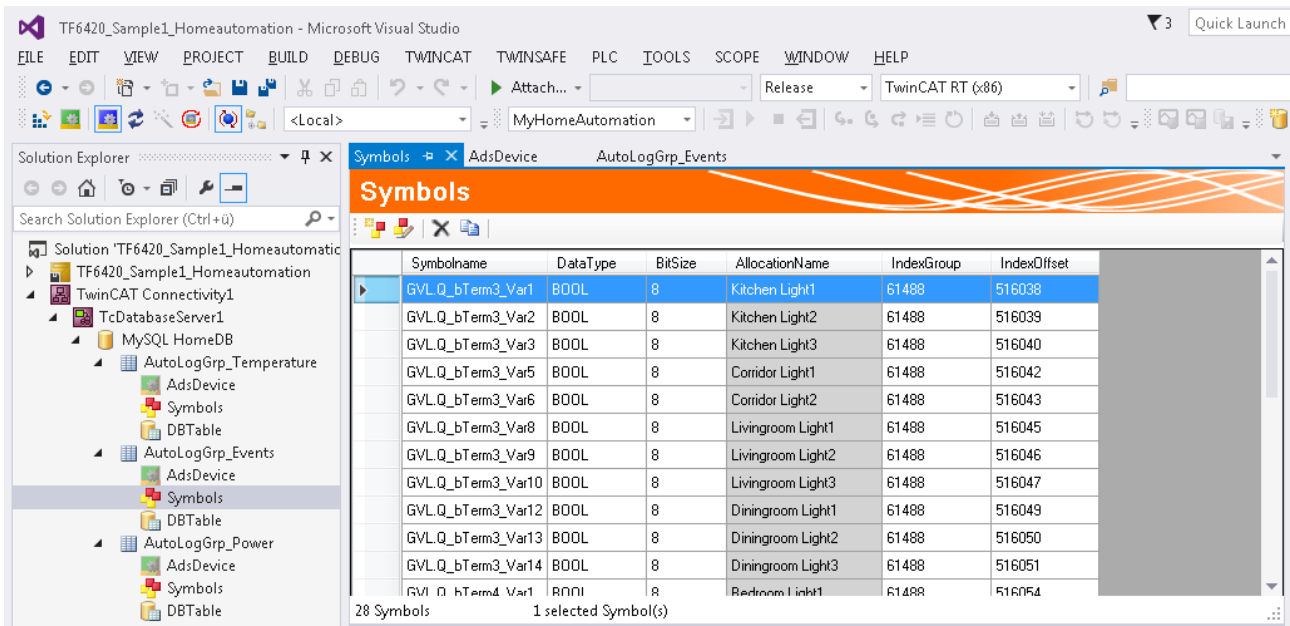 TF6420_Sample1_Homeautomation - Microsoft Visual Studio
3
Quick Launch
FILE EDIT VIEW PROJECT BUILD DEBUG TWINCAT TWINSAFE PLC TOOLS SCOPE WINDOW HELP
Attach...
Release
TwinCAT RT (x86)
<Local>
MyHomeAutomation
Solution Explorer
Search Solution Explorer (Ctrl+ü)
Solution 'TF6420_Sample1_Homeautomatic
TF6420_Sample1_Homeautomation
TwinCAT Connectivity1
TcDatabaseServer1
MySQL HomeDB
AutoLogGrp_Temperature
AdsDevice
Symbols
DBTable
AutoLogGrp_Events
AdsDevice
Symbols
DBTable
AutoLogGrp_Power
AdsDevice
Symbols
DBTable
Symbols AdsDevice AutoLogGrp_Events
Symbols
Symbolname DataType BitSize AllocationName IndexGroup IndexOffset
GVL.Q_bTerm3_Var1 BOOL 8 Kitchen Light1 61488 516038
GVL.Q_bTerm3_Var2 BOOL 8 Kitchen Light2 61488 516039
GVL.Q_bTerm3_Var3 BOOL 8 Kitchen Light3 61488 516040
GVL.Q_bTerm3_Var5 BOOL 8 Corridor Light1 61488 516042
GVL.Q_bTerm3_Var6 BOOL 8 Corridor Light2 61488 516043
GVL.Q_bTerm3_Var8 BOOL 8 Livingroom Light1 61488 516045
GVL.Q_bTerm3_Var9 BOOL 8 Livingroom Light2 61488 516046
GVL.Q_bTerm3_Var10 BOOL 8 Livingroom Light3 61488 516047
GVL.Q_bTerm3_Var12 BOOL 8 Diningroom Light1 61488 516049
GVL.Q_bTerm3_Var13 BOOL 8 Diningroom Light2 61488 516050
GVL.Q_bTerm3_Var14 BOOL 8 Diningroom Light3 61488 516051
GVL.Q_bTerm4_Var1 BOOL 8 Bedroom Light1 61488 516054
28 Symbols 1 selected Symbol(s)